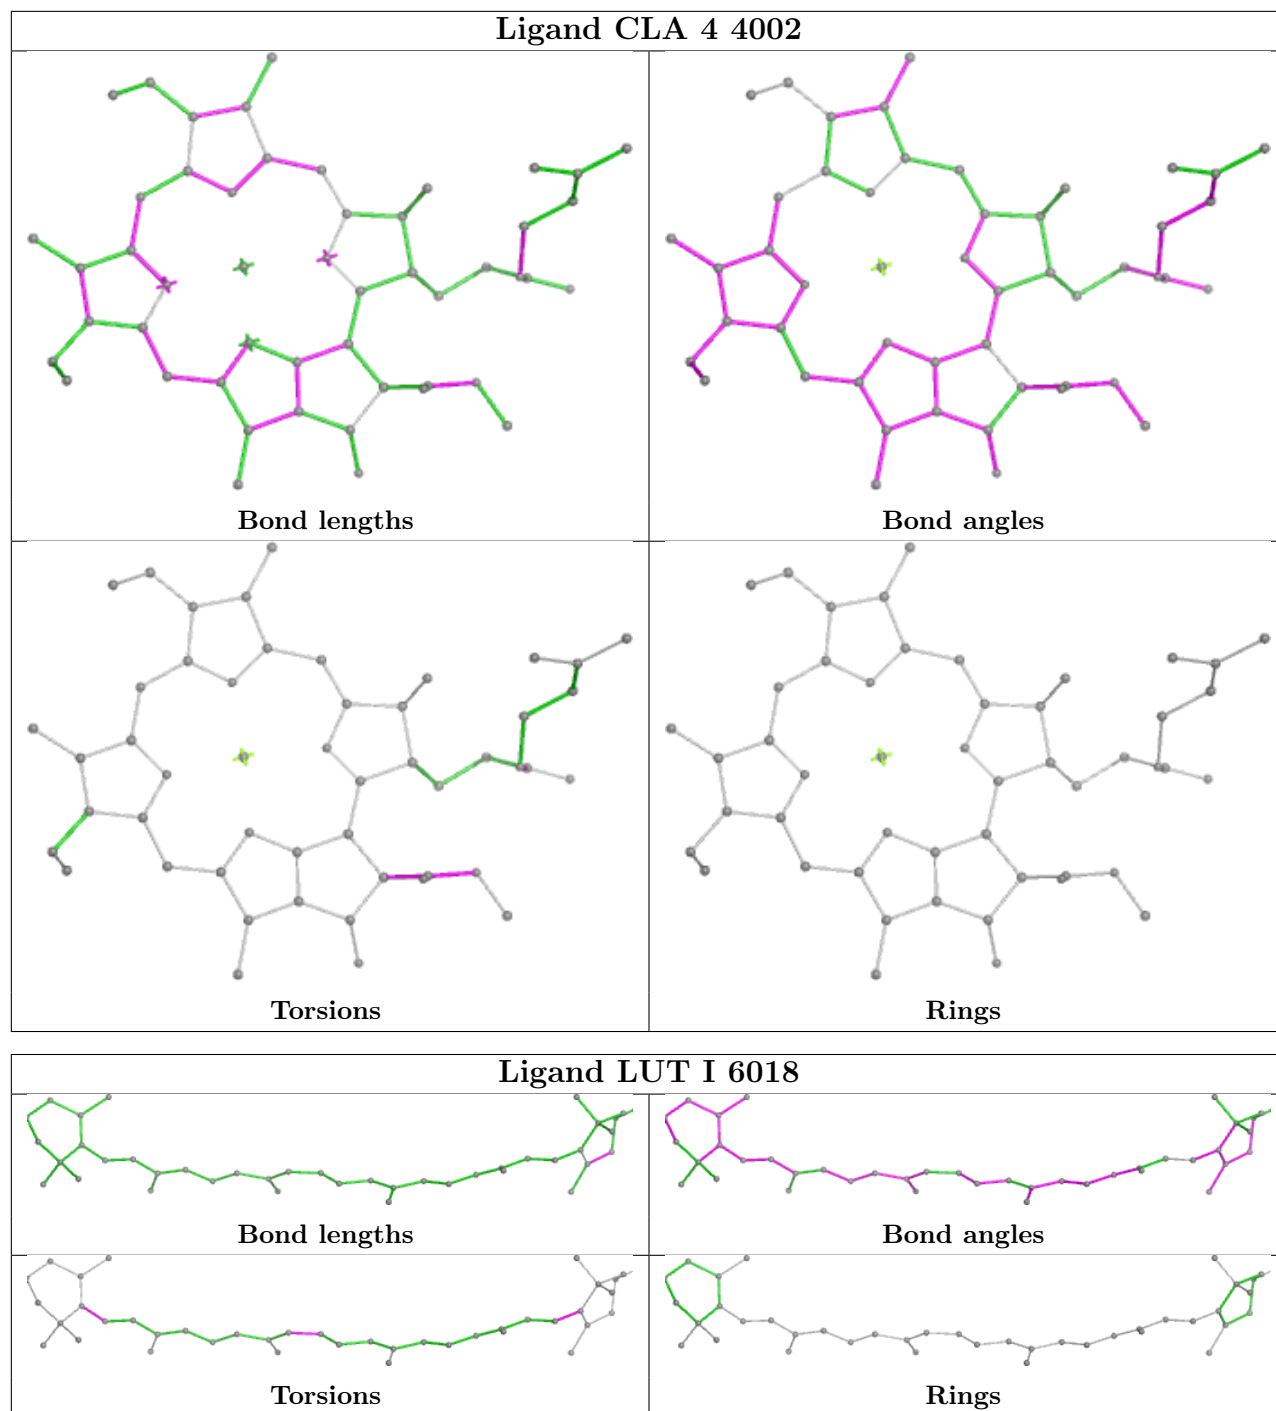 Ligand CLA 4 4002
Bond lengths
Bond angles
Torsions
Rings
Ligand LUT I 6018
Bond lengths
Bond angles
Torsions
Rings